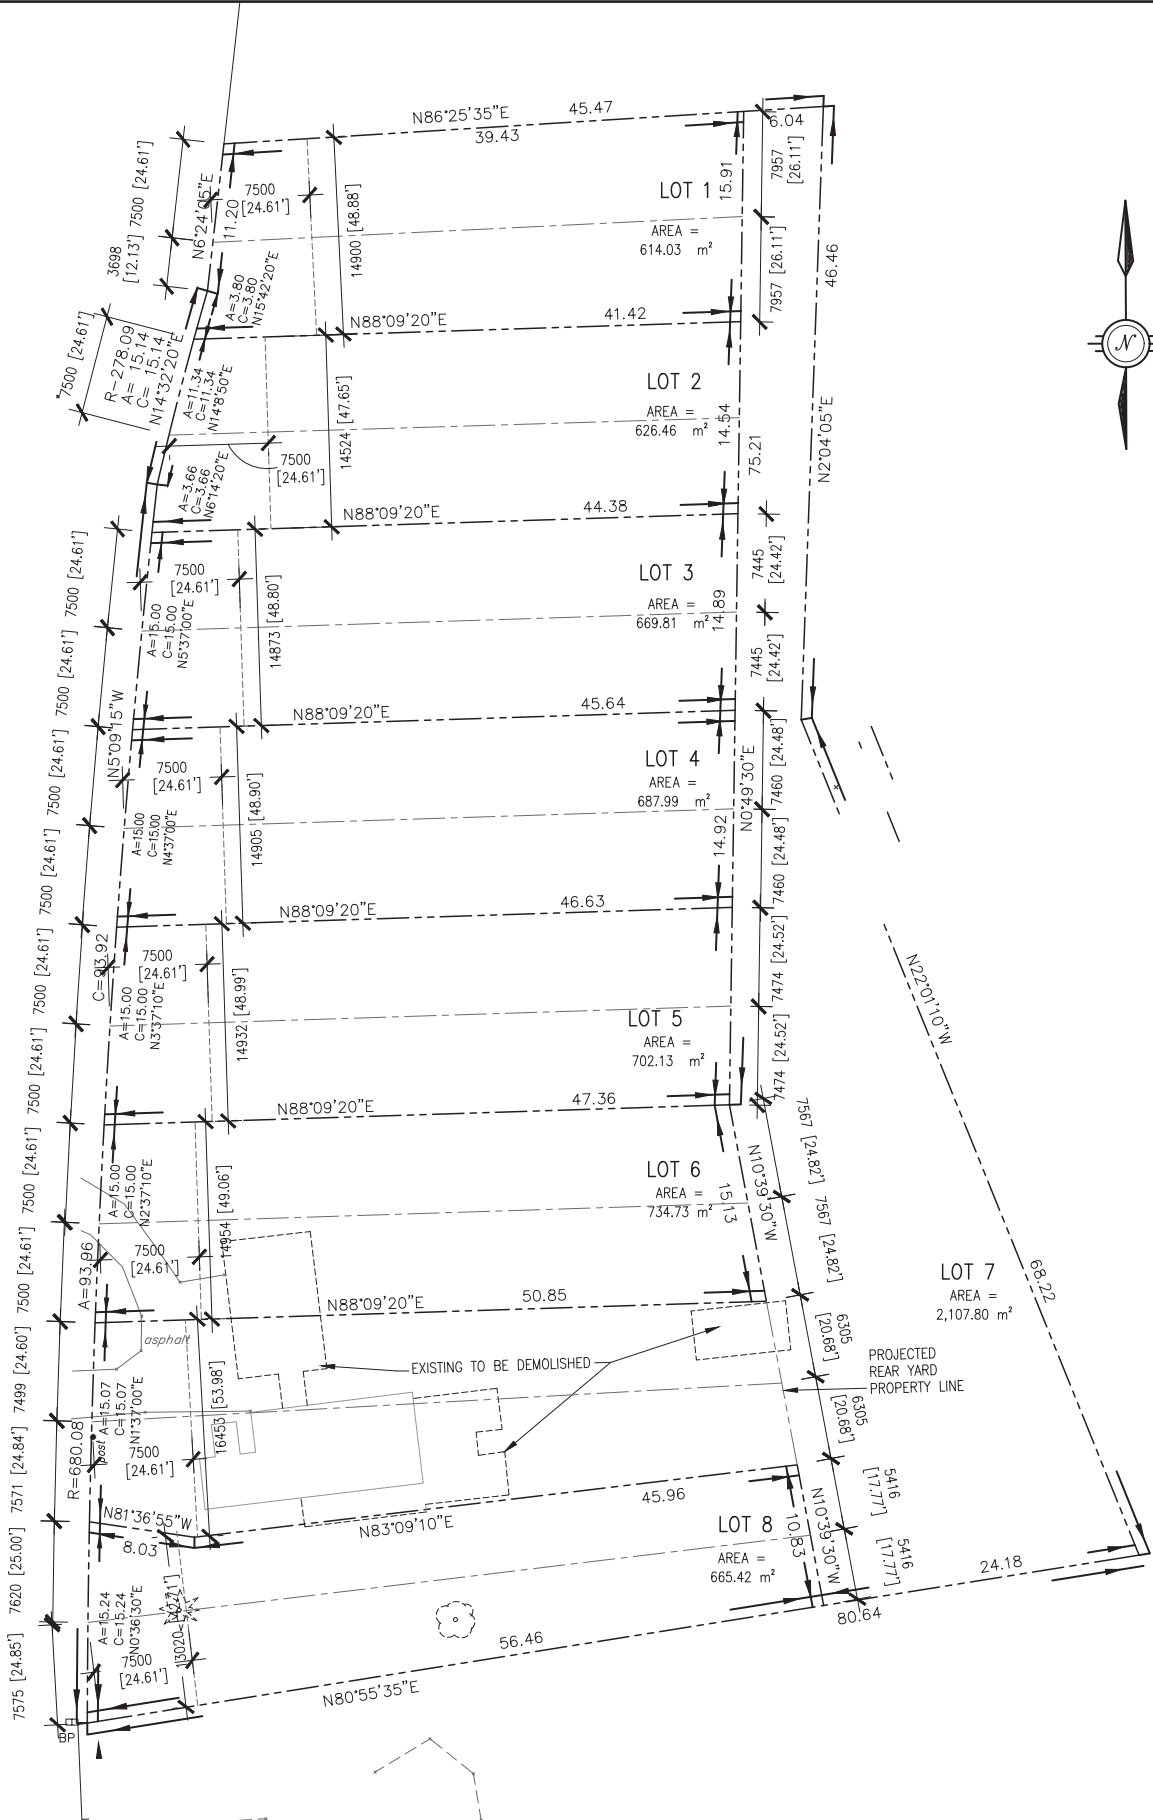 N86°25'35"E
45.47
39.43
6.04
LOT 1
AREA =
614.03 m²
7500
[24.61']
14900 [48.88']
15.91
7957
[26.11']
7957 [26.11']
7500 [24.61']
3698
[12.13']
N6°24'05"E
11.20
A=3.80
C=3.80
N15°42'20"E
N88°09'20"E
41.42
46.46
N2°04'05"E
N
7500 [24.61']
R-278.09
A= 15.14
C= 15.14
N14°32'20"E
A=11.34
C=11.34
N14°8'50"E
LOT 2
AREA =
626.46 m²
14524 [47.65']
14.54
75.21
7500
[24.61']
A=3.66
C=3.66
N6°14'20"E
N88°09'20"E
44.38
7500 [24.61']
7500
[24.61']
A=15.00
C=15.00
N5°37'00"E
14873 [48.80']
LOT 3
AREA =
669.81 m²
14.89
7445
[24.42']
7445
[24.42']
7500 [24.61']
N5°09'15"W
N88°09'20"E
45.64
7500 [24.61']
7500
[24.61']
A=15.00
C=15.00
N4°37'00"E
14905 [48.90']
LOT 4
AREA =
687.99 m²
14.92
N0°49'30"E
7460 [24.48']
7460 [24.48']
7500 [24.61']
N88°09'20"E
46.63
7500 [24.61']
C=93.92
7500
[24.61']
A=15.00
C=15.00
N3°37'10"E
14932 [48.99']
LOT 5
AREA =
702.13 m²
7474 [24.52']
7474 [24.52']
N22°01'10"W
7500 [24.61']
N88°09'20"E
47.36
7500 [24.61']
A=15.00
C=15.00
N2°37'10"E
7500
[24.61']
14954 [49.06']
LOT 6
AREA =
734.73 m²
15.13
N10°39'30"W
7567 [24.82']
7567 [24.82']
7500 [24.61']
A=93.96
N88°09'20"E
50.85
LOT 7
AREA =
2,107.80 m²
68.22
asphalt
EXISTING TO BE DEMOLISHED
6305
[20.68']
6305
[20.68']
PROJECTED
REAR YARD
PROPERTY LINE
7499 [24.60']
A=15.07
C=15.07
N1°37'00"E
16453 [53.98']
R=680.08
post
7500
[24.61']
7571 [24.84']
N81°36'55"W
8.03
N83°09'10"E
45.96
LOT 8
AREA =
665.42 m²
10.83
N10°39'30"W
5416
[17.77']
5416
[17.77']
24.18
7620 [25.00']
A=15.24
C=15.24
N0°36'30"E
7500
[24.61']
7575 [24.85']
56.46
80.64
N80°55'35"E
BP